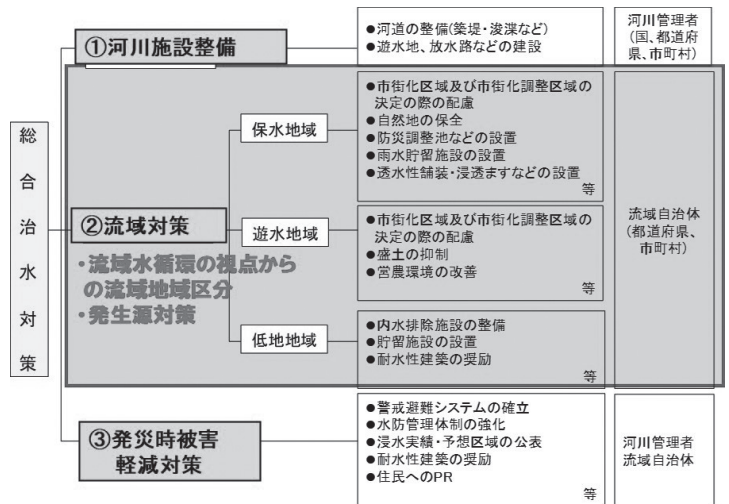 総合治水対策
①河川施設整備
●河道の整備(築堤・浚渫など)
●遊水地、放水路などの建設
河川管理者
(国、都道府
県、市町村)
②流域対策
・流域水循環の視点から
の流域地域区分
・発生源対策
保水地域
●市街化区域及び市街化調整区域の
決定の際の配慮
●自然地の保全
●防災調整池などの設置
●雨水貯留施設の設置
●透水性舗装・浸透ますなどの設置
等
遊水地域
●市街化区域及び市街化調整区域の
決定の際の配慮
●盛土の抑制
●営農環境の改善
等
低地地域
●内水排除施設の整備
●貯留施設の設置
●耐水性建築の奨励
等
流域自治体
(都道府県、
市町村)
③発災時被害
軽減対策
●警戒避難システムの確立
●水防管理体制の強化
●浸水実績・予想区域の公表
●耐水性建築の奨励
●住民へのPR
等
河川管理者
流域自治体